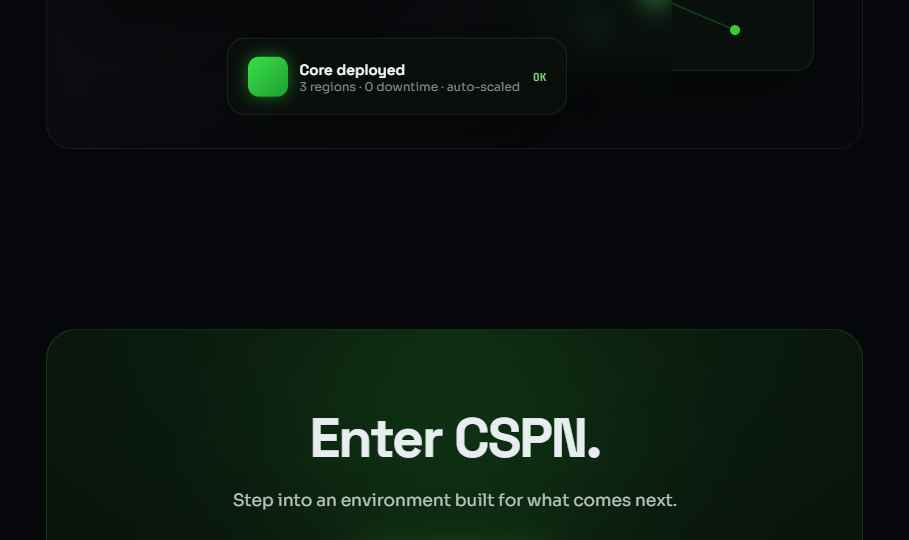 Core deployed
3 regions · 0 downtime · auto-scaled
OK
Enter CSPN.
Step into an environment built for what comes next.